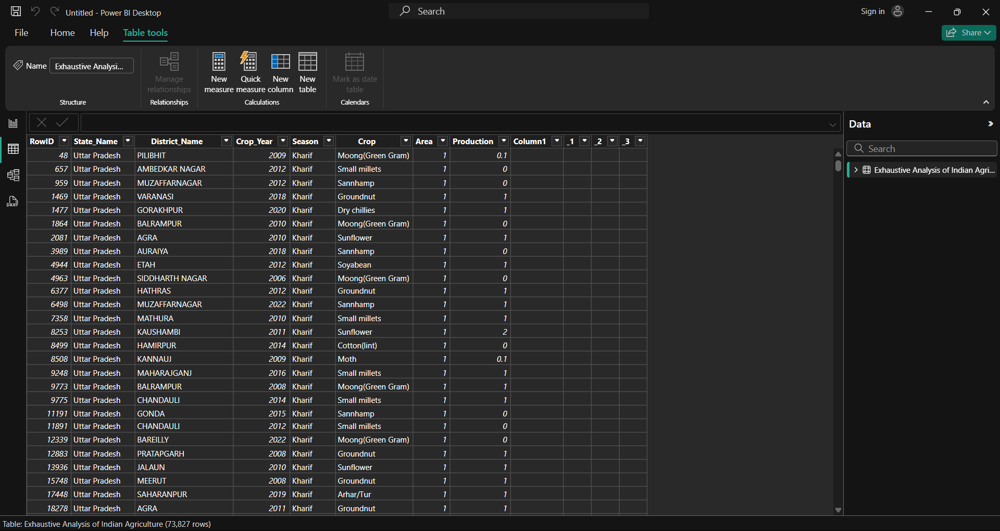 Untitled - Power BI Desktop
Search
Sign in
File Home Help Table tools
Share
Name Exhaustive Analysi...
Structure
Manage relationships
Relationships
New measure
Quick measure
New column
New table
Calculations
Mark as date table
Calendars
DAX
RowID State_Name District_Name Crop_Year Season Crop Area Production Column1 _1 _2 _3
48 Uttar Pradesh PILIBHIT 2009 Kharif Moong(Green Gram) 1 0.1
657 Uttar Pradesh AMBEDKAR NAGAR 2012 Kharif Small millets 1 0
959 Uttar Pradesh MUZAFFARNAGAR 2012 Kharif Sannhamp 1 0
1469 Uttar Pradesh VARANASI 2018 Kharif Groundnut 1 1
1477 Uttar Pradesh GORAKHPUR 2020 Kharif Dry chillies 1 1
1864 Uttar Pradesh BALRAMPUR 2010 Kharif Moong(Green Gram) 1 0
2081 Uttar Pradesh AGRA 2010 Kharif Sunflower 1 1
3989 Uttar Pradesh AURAIYA 2018 Kharif Sannhamp 1 0
4944 Uttar Pradesh ETAH 2012 Kharif Soyabean 1 1
4963 Uttar Pradesh SIDDHARTH NAGAR 2006 Kharif Moong(Green Gram) 1 0
6377 Uttar Pradesh HATHRAS 2012 Kharif Groundnut 1 1
6498 Uttar Pradesh MUZAFFARNAGAR 2022 Kharif Sannhamp 1 1
7358 Uttar Pradesh MATHURA 2010 Kharif Small millets 1 1
8253 Uttar Pradesh KAUSHAMBI 2011 Kharif Sunflower 1 2
8499 Uttar Pradesh HAMIRPUR 2014 Kharif Cotton(lint) 1 0
8508 Uttar Pradesh KANNAUJ 2009 Kharif Moth 1 0.1
9248 Uttar Pradesh MAHARAJGANJ 2016 Kharif Small millets 1 1
9773 Uttar Pradesh BALRAMPUR 2008 Kharif Moong(Green Gram) 1 1
9775 Uttar Pradesh CHANDAULI 2014 Kharif Small millets 1 1
11191 Uttar Pradesh GONDA 2015 Kharif Sannhamp 1 0
11891 Uttar Pradesh CHANDAULI 2012 Kharif Small millets 1 0
12339 Uttar Pradesh BAREILLY 2022 Kharif Moong(Green Gram) 1 0
12883 Uttar Pradesh PRATAPGARH 2008 Kharif Groundnut 1 1
13936 Uttar Pradesh JALAUN 2010 Kharif Sunflower 1 1
15748 Uttar Pradesh MEERUT 2008 Kharif Groundnut 1 1
17448 Uttar Pradesh SAHARANPUR 2019 Kharif Arhar/Tur 1 1
18278 Uttar Pradesh AGRA 2011 Kharif Groundnut 1 1
Data
Search
Exhaustive Analysis of Indian Agri...
Table: Exhaustive Analysis of Indian Agriculture (73,827 rows)